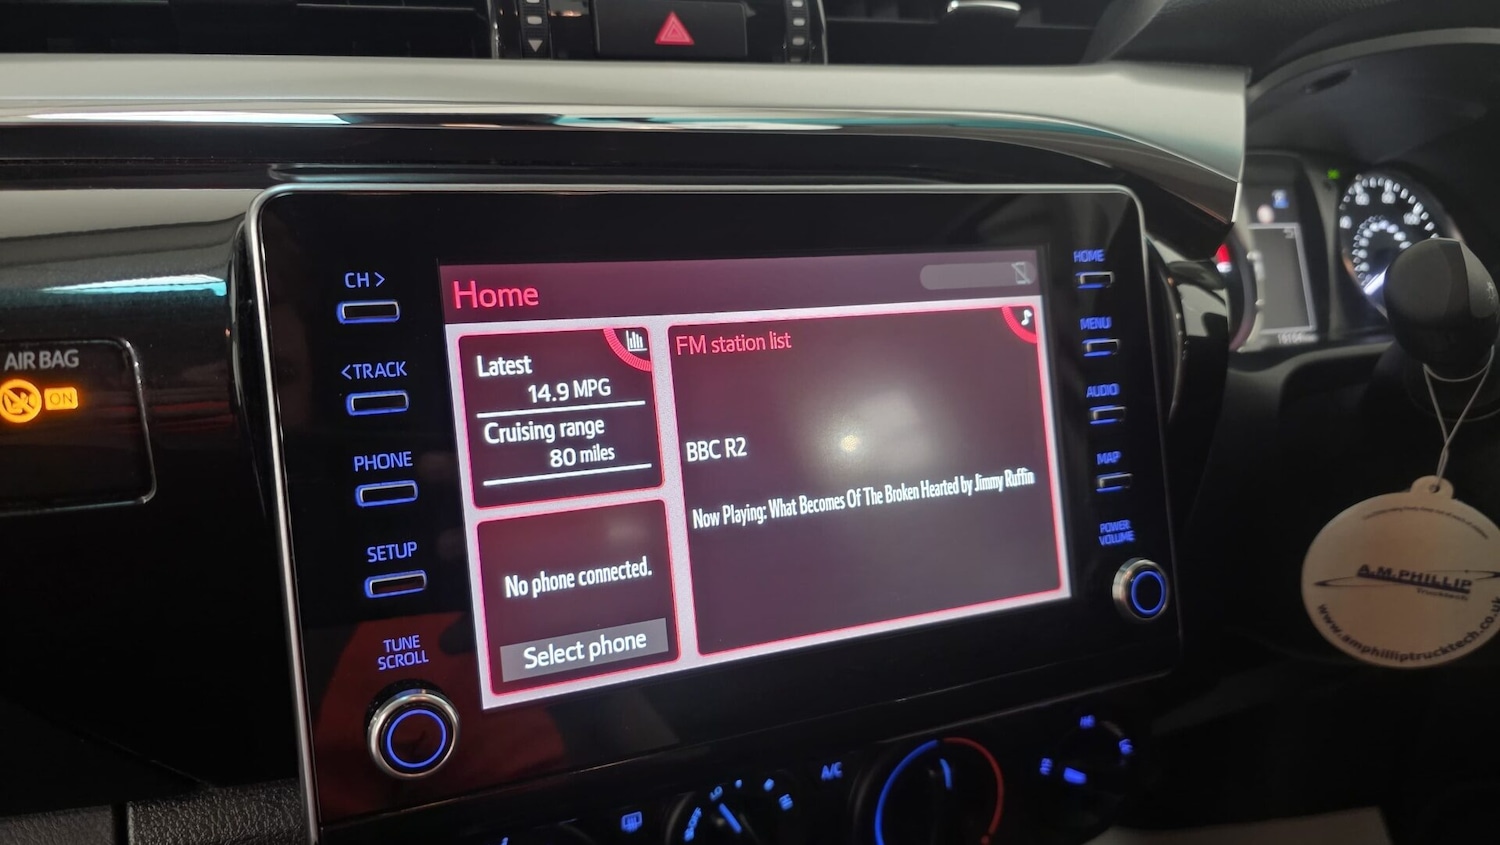 CH >
<TRACK
PHONE
SETUP
TUNE
SCROLL
AIR BAG
ON
Home
Latest
14.9 MPG
Cruising range
80 miles
No phone connected.
Select phone
FM station list
BBC R2
Now Playing: What Becomes Of The Broken Hearted by Jimmy Ruffin
HOME
MENU
AUDIO
MAP
POWER
VOLUME
A/C
LO
A.M.PHILLIP
Trucktech
www.amphilliptrucktech.co.uk